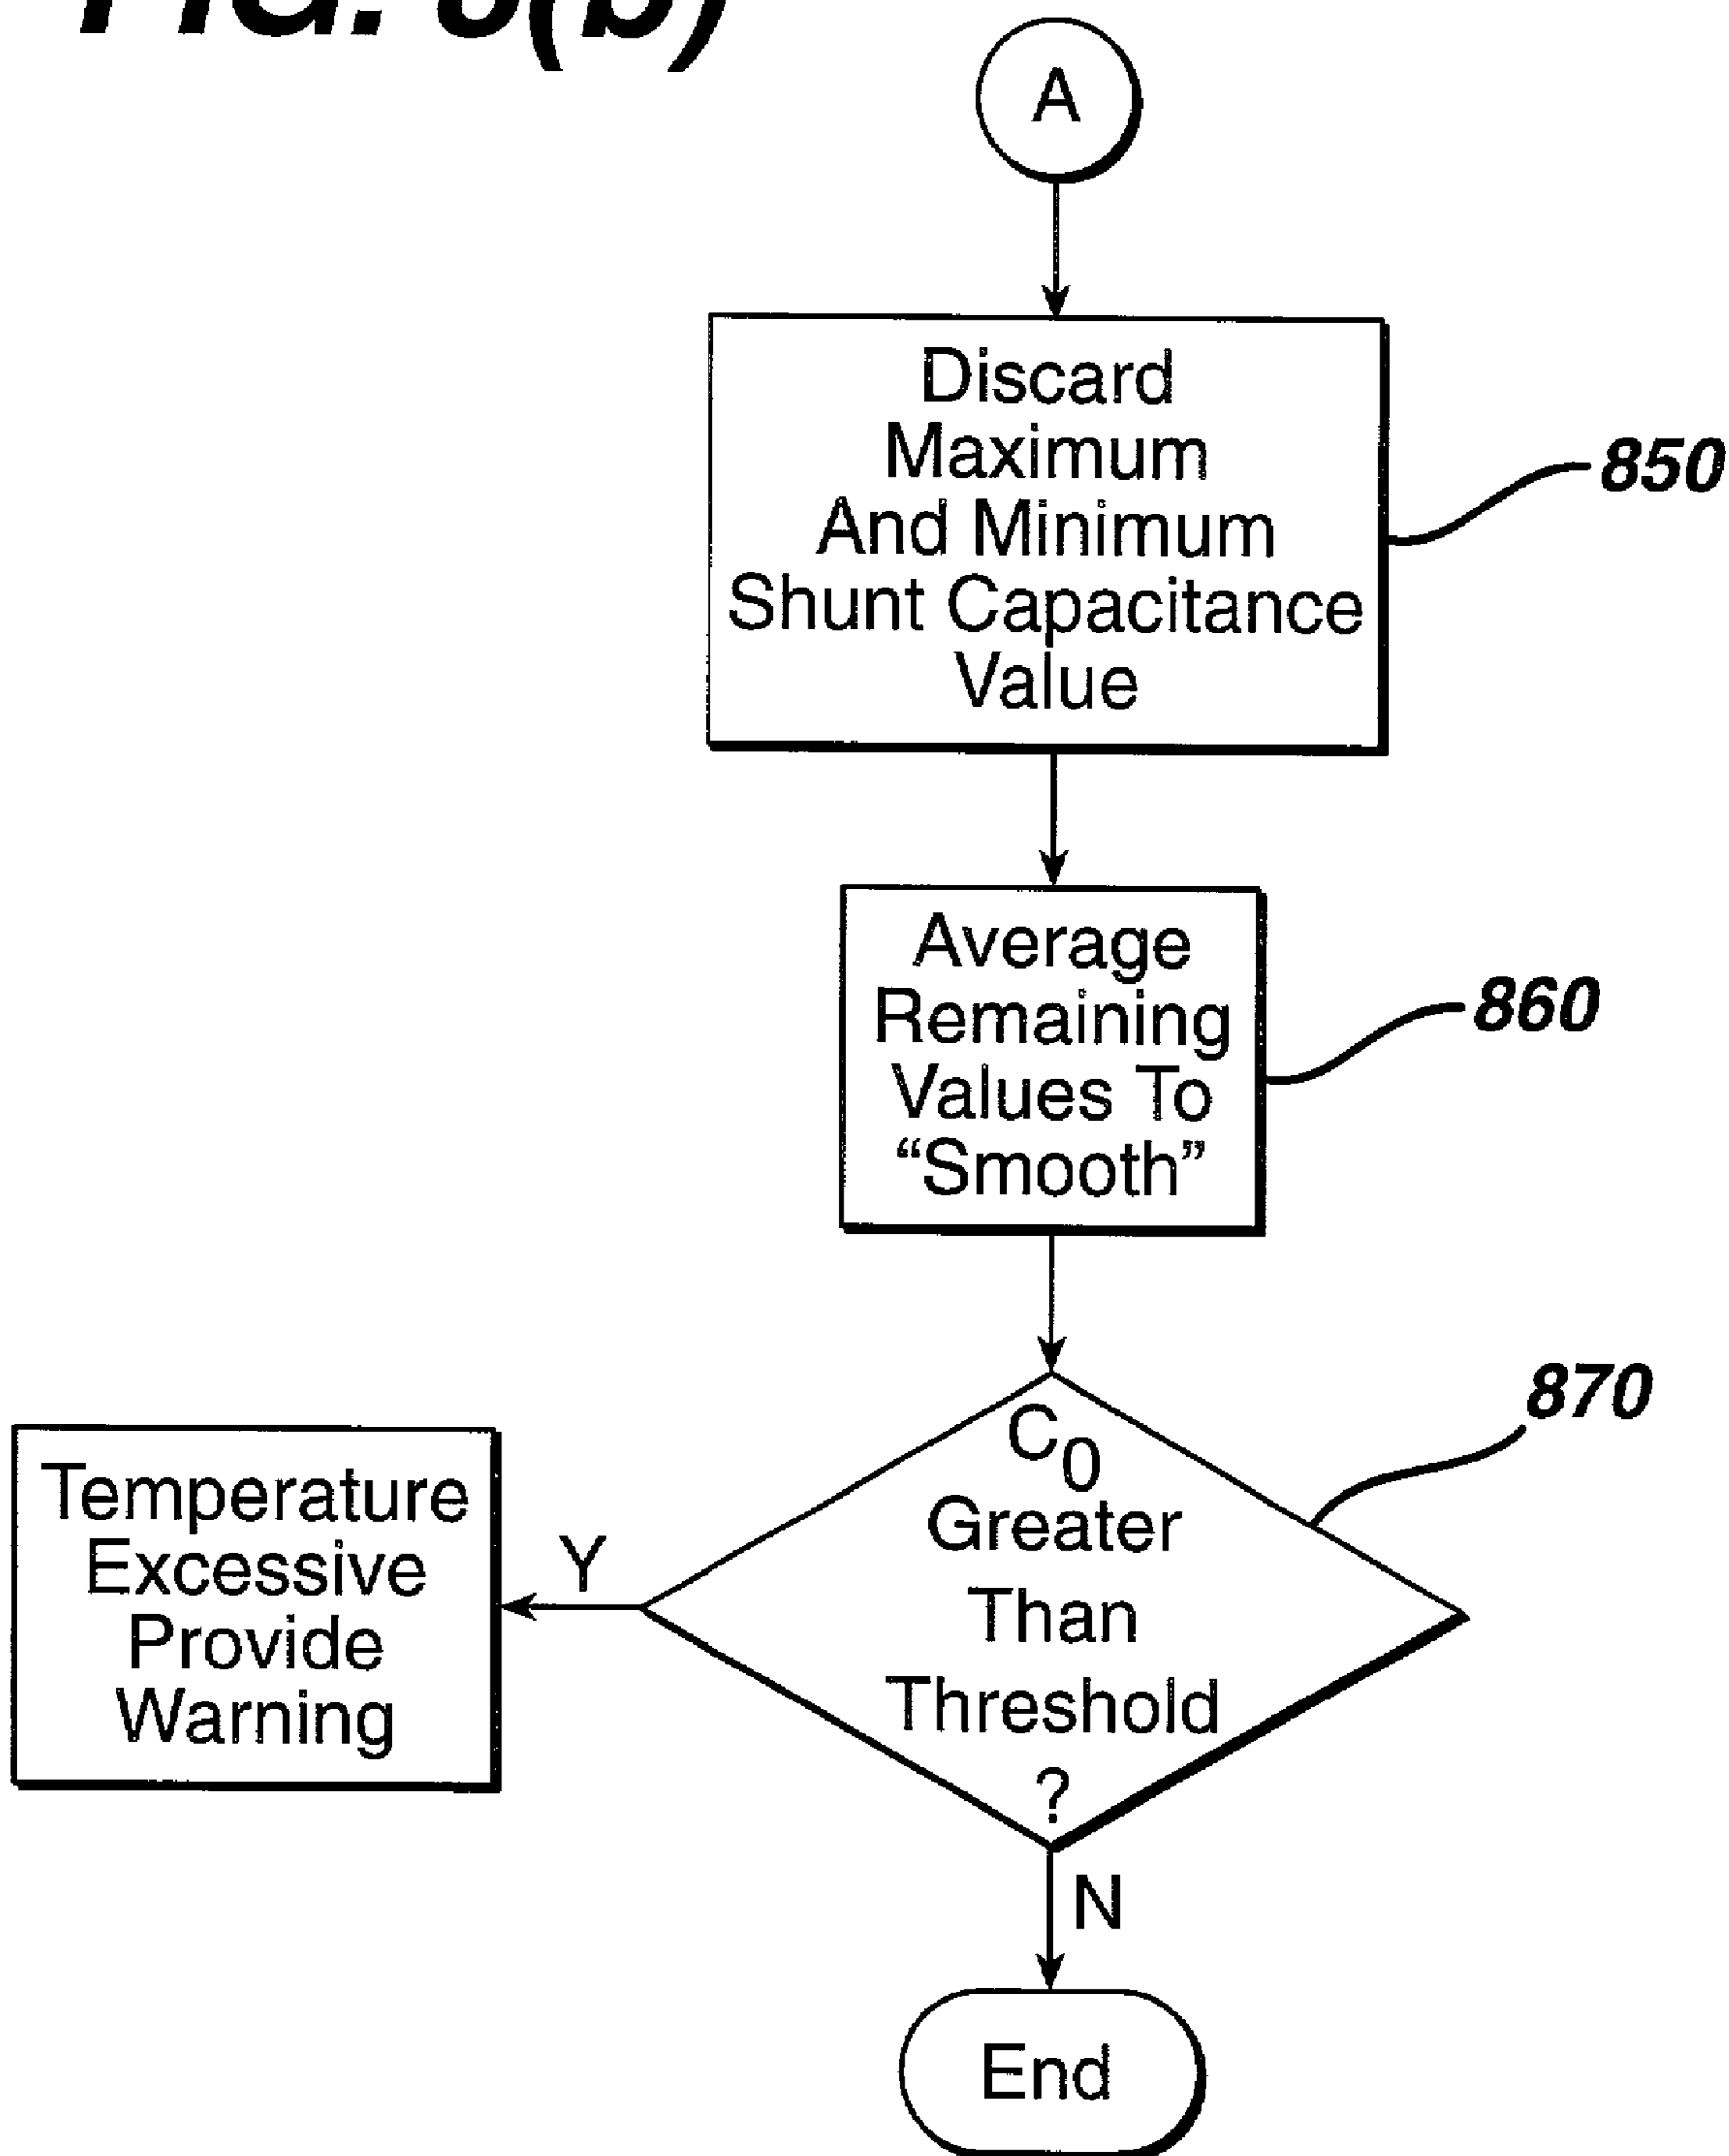 FIG.
A
Discard
Maximum
And Minimum
Shunt Capacitance
Value
850
Average
Remaining
Values To
“Smooth”
860
C0
Greater
Than
Threshold
?
870
Y
Temperature
Excessive
Provide
Warning
N
End